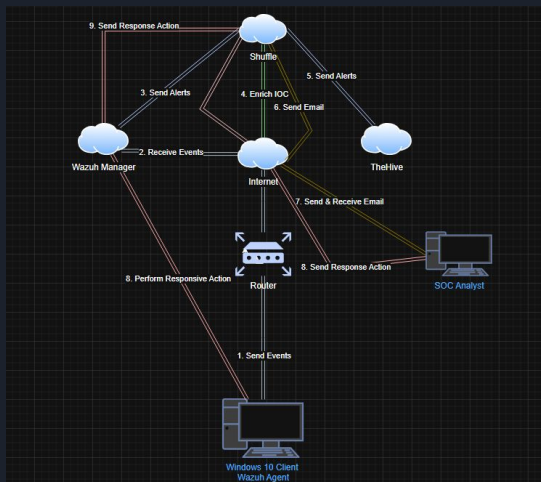 9. Send Response Action
Shuffle
5. Send Alerts
3. Send Alerts
4. Enrich IOC
6. Send Email
2. Receive Events
Wazuh Manager
Internet
TheHive
7. Send & Receive Email
8. Perform Responsive Action
8. Send Response Action
Router
SOC Analyst
1. Send Events
Windows 10 Client
Wazuh Agent